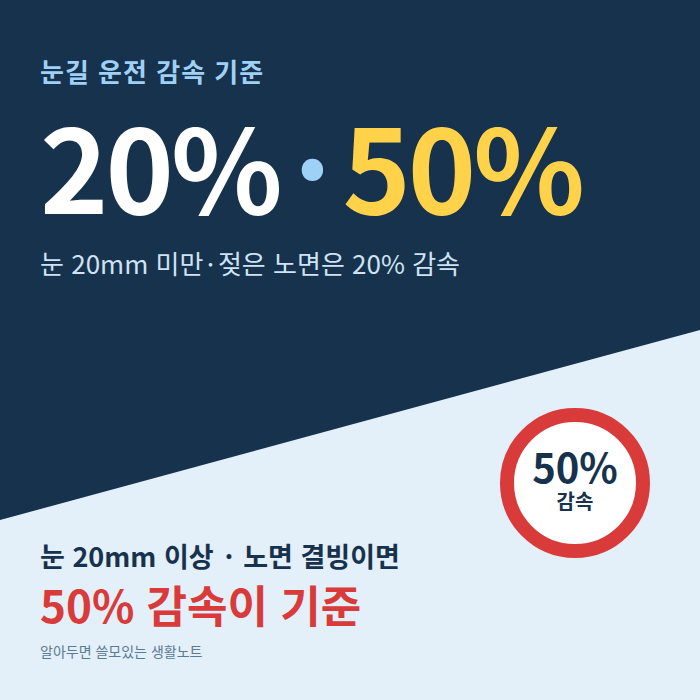 눈길 운전 감속 기준
20%·50%
눈 20mm 미만·젖은 노면은 20% 감속
50%
감속
눈 20mm 이상 · 노면 결빙이면
50% 감속이 기준
알아두면 쓸모있는 생활노트